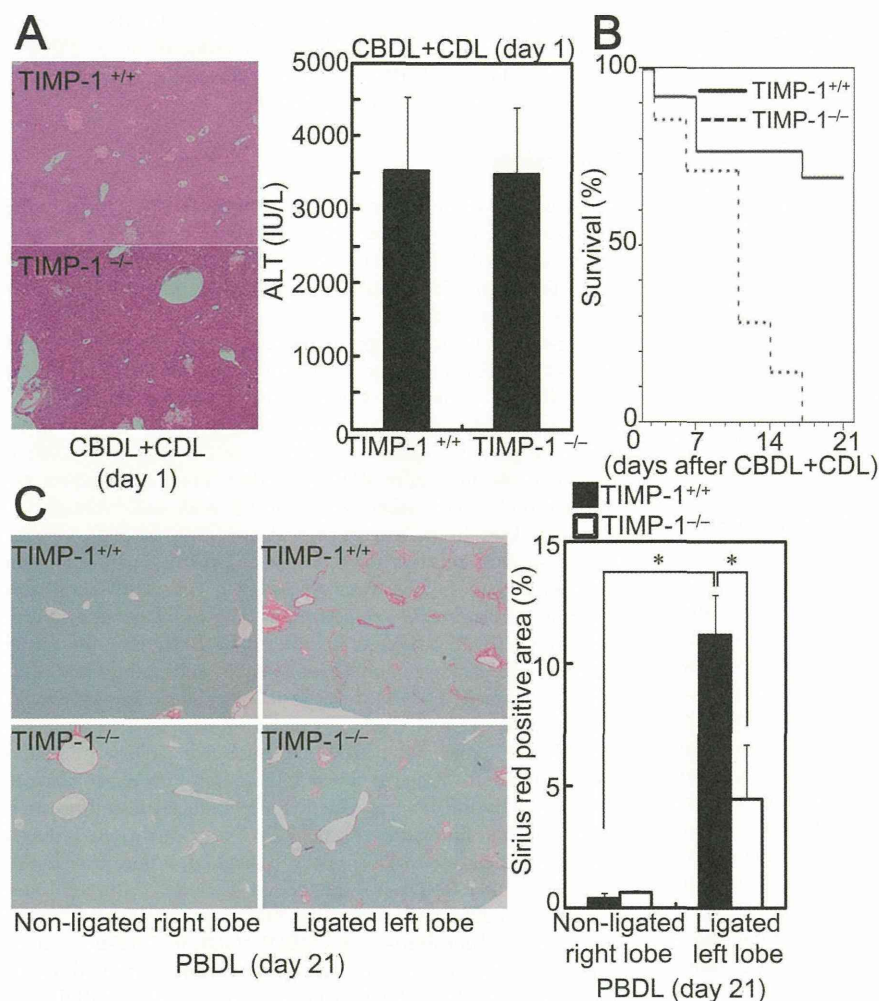 A
TIMP-1 +/+
TIMP-1 -/-
CBDL+CDL
(day 1)
CBDL+CDL (day 1)
ALT (IU/L)
5000
4500
4000
3500
3000
2000
1000
0
TIMP-1 +/+ TIMP-1 -/-
B
TIMP-1+/+
TIMP-1–/–
Survival (%)
100
50
0
0 7 14 21
(days after CBDL+CDL)
C
TIMP-1+/+
TIMP-1+/+
TIMP-1–/–
TIMP-1–/–
Non-ligated right lobe
Ligated left lobe
PBDL (day 21)
TIMP-1+/+
TIMP-1–/–
Sirius red positive area (%)
15
10
5
0
* *
Non-ligated right lobe
Ligated left lobe
PBDL (day 21)